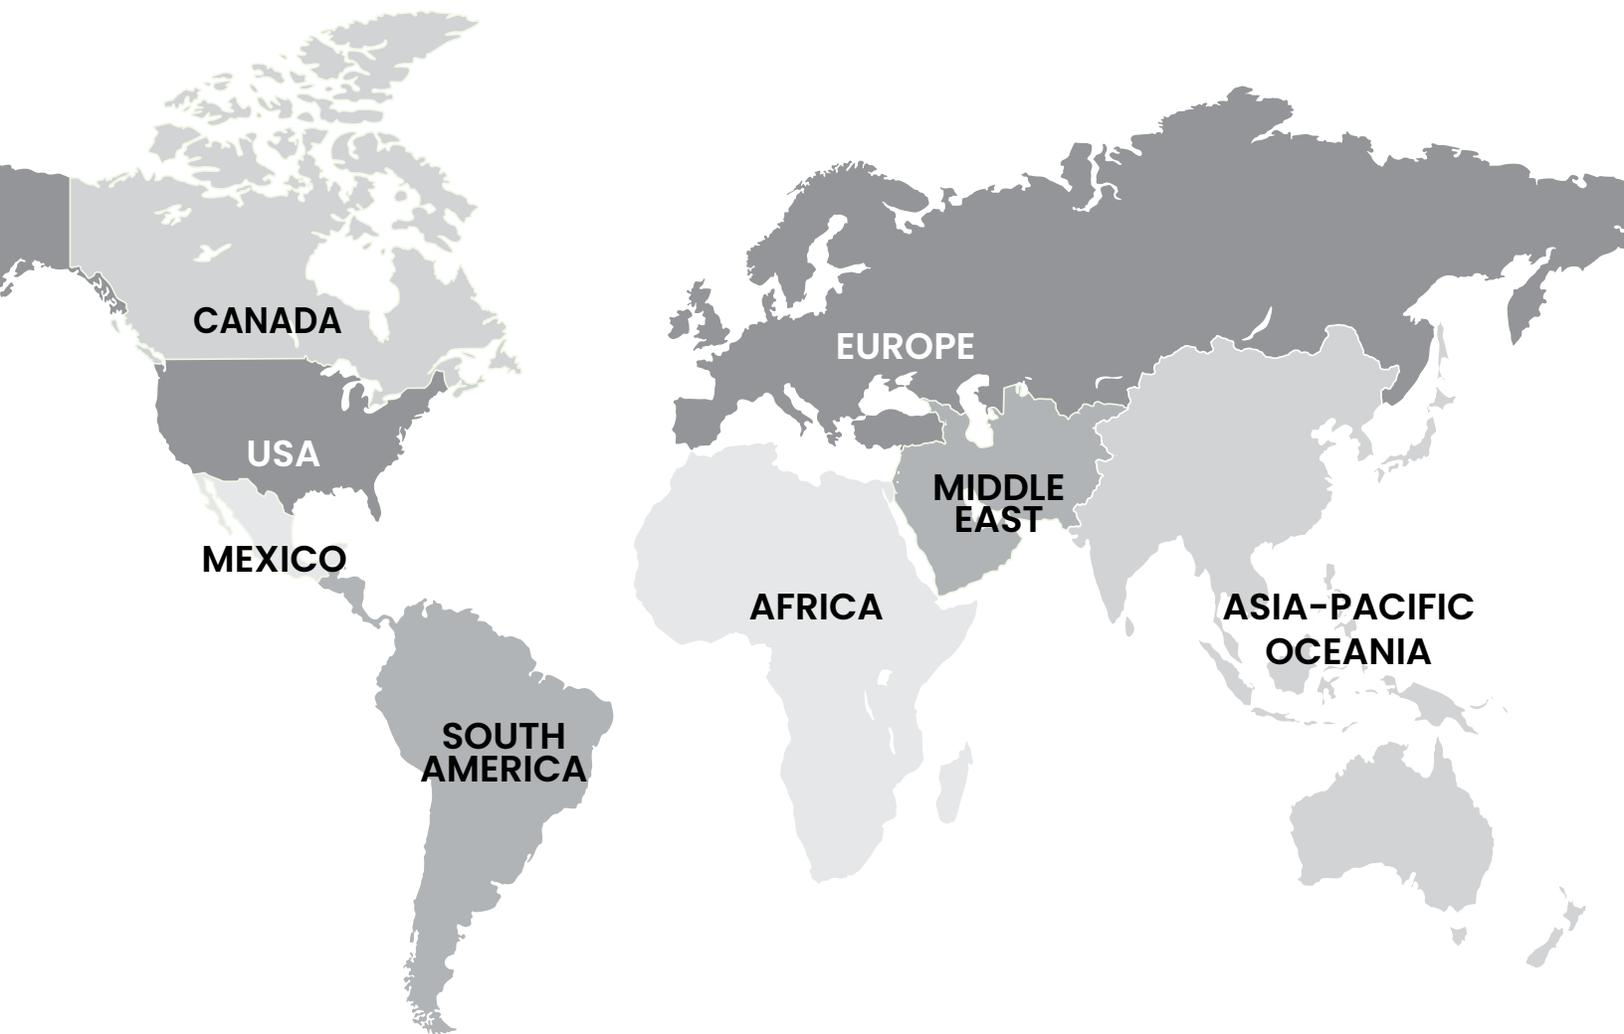 CANADA
EUROPE
USA
MIDDLE
EAST
MEXICO
AFRICA
ASIA-PACIFIC
OCEANIA
SOUTH
AMERICA